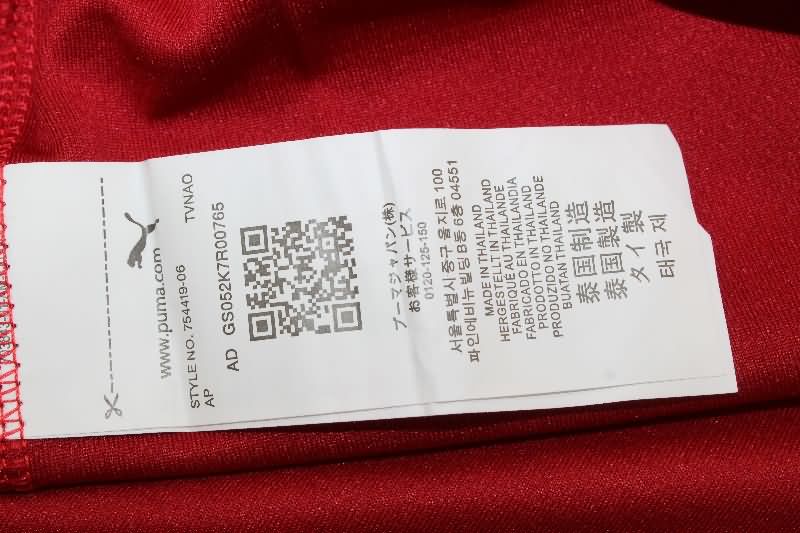 www.puma.com
STYLE NO. 754419-06 TVNAO
AP
AD GS052K7R00765
プーマジャパン(株)
お客様サービス
0120-125-150
서울특별시 중구 을지로 100
파인에비뉴빌딩 B동 6층 04551
MADE IN THAILAND
HERGESTELLT IN THAILAND
FABRIQUÉ AU THAÏLANDE
FABRICADO EN THAILANDIA
PRODOTTO IN THAILAND
PRODUZIDO NO THAILANDE
BUATAN THAILAND
泰国制造
泰國製造
タイ製
태국제